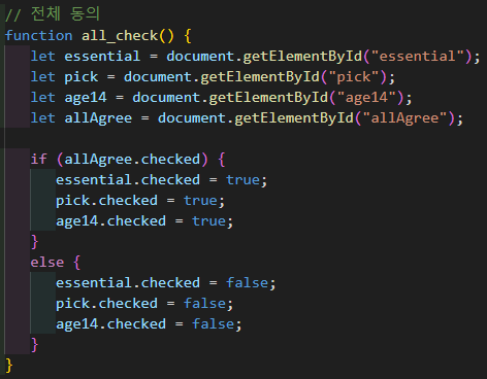 // 전체 동의
function all_check() {
let essential = document.getElementById("essential");
let pick = document.getElementById("pick");
let age14 = document.getElementById("age14");
let allAgree = document.getElementById("allAgree");
if (allAgree.checked) {
essential.checked = true;
pick.checked = true;
age14.checked = true;
}
else {
essential.checked = false;
pick.checked = false;
age14.checked = false;
}
}